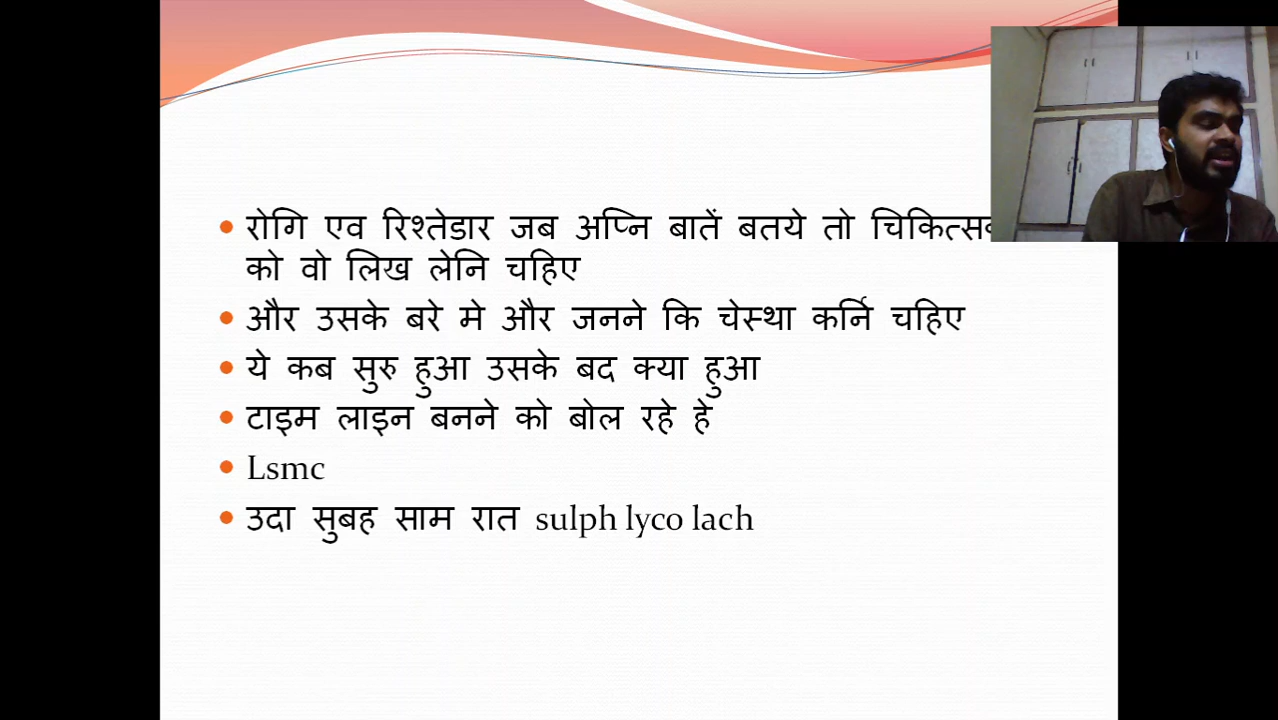 रोगि एव रिश्तेडार जब अप्नि बातें बतये तो
को वो लिख लेनि चहिए
और उसके बरे मे और जनने कि चेस्था कर्नि चहिए
ये कब सुरु हुआ उसके बद क्या हुआ
टाइम लाइन बनने को बोल रहे हे
Lsmc
उदा सुबह साम रात sulph lyco lach